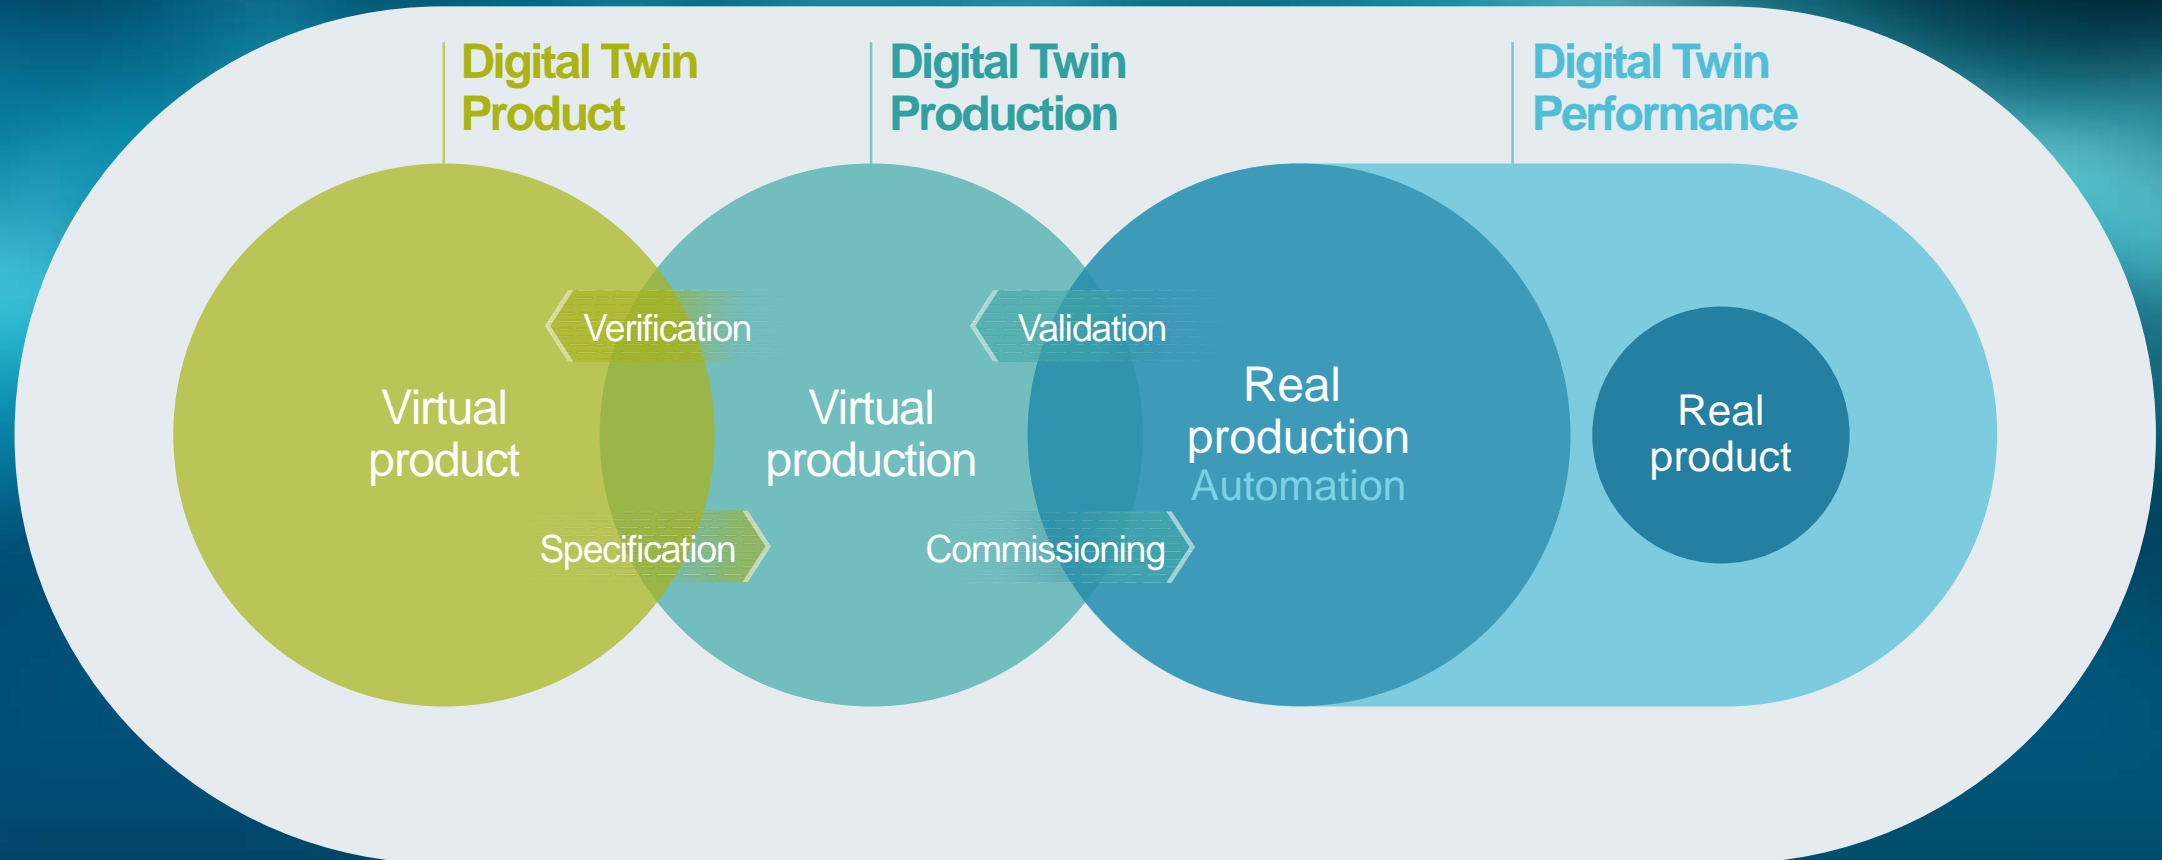 Digital Twin
Product
Digital Twin
Production
Digital Twin
Performance
Verification
Validation
Virtual
product
Virtual
production
Real
production
Automation
Real
product
Specification
Commissioning